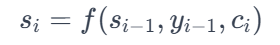 s_i = f(s_{i-1}, y_{i-1}, c_i)